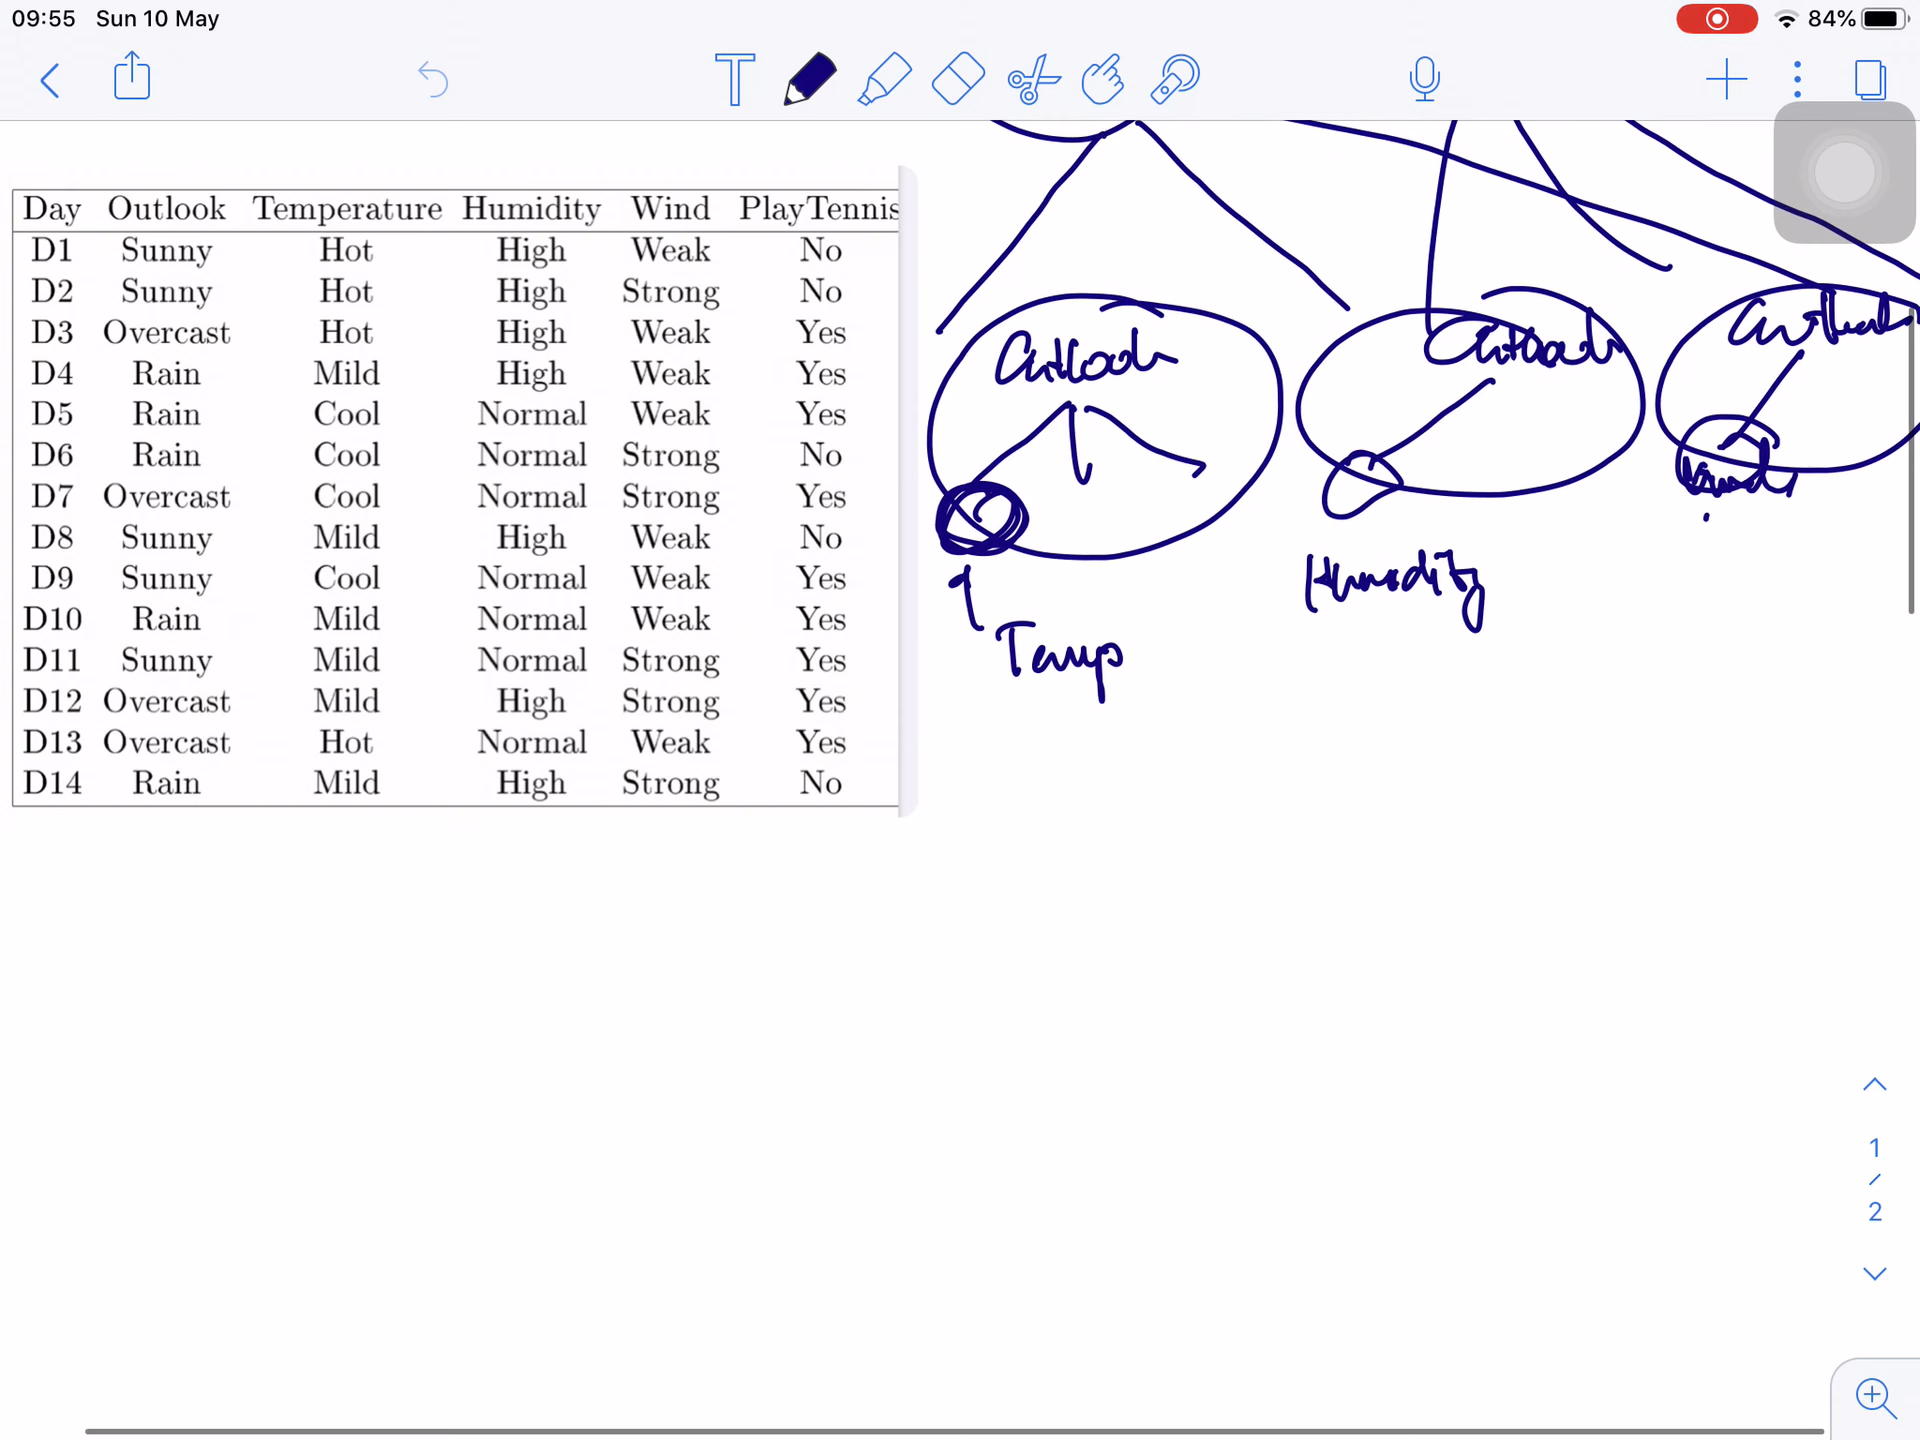 09:55 Sun 10 May
84%
T
Day Outlook Temperature Humidity Wind PlayTennis
D1 Sunny Hot High Weak No
D2 Sunny Hot High Strong No
D3 Overcast Hot High Weak Yes
D4 Rain Mild High Weak Yes
D5 Rain Cool Normal Weak Yes
D6 Rain Cool Normal Strong No
D7 Overcast Cool Normal Strong Yes
D8 Sunny Mild High Weak No
D9 Sunny Cool Normal Weak Yes
D10 Rain Mild Normal Weak Yes
D11 Sunny Mild Normal Strong Yes
D12 Overcast Mild High Strong Yes
D13 Overcast Hot Normal Weak Yes
D14 Rain Mild High Strong No
Outlook
Outlook
Outlook
Temp
Humidity
1
/
2